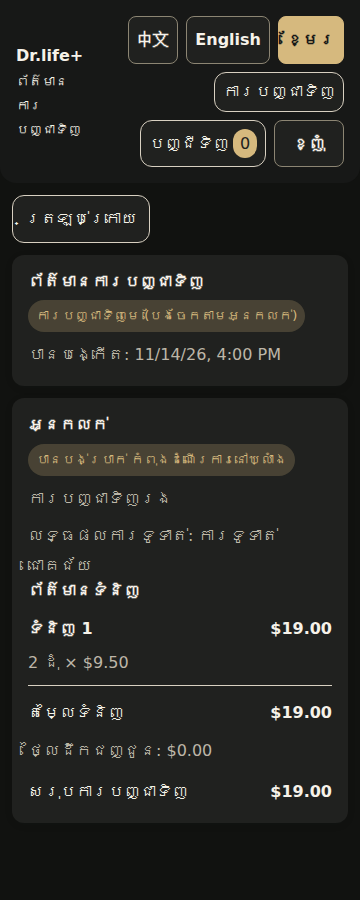 Dr.life+
ព័ត៌មាន
ការ
បញ្ជាទិញ
中文
English
ខ្មែរ
ការបញ្ជាទិញ
បញ្ជីទិញ 0
ខ្ញុំ
ត្រឡប់ក្រោយ
ព័ត៌មានការបញ្ជាទិញ
ការបញ្ជាទិញមេ (បែងចែកតាមអ្នកលក់)
បានបង្កើត: 11/14/26, 4:00 PM
អ្នកលក់
បានបង់ប្រាក់ កំពុងដំណើរការនៅឃ្លាំង
ការបញ្ជាទិញរង
លទ្ធផលការទូទាត់: ការទូទាត់
ជោគជ័យ
ព័ត៌មានទំនិញ
ទំនិញ 1 $19.00
2 ដុំ × $9.50
តម្លៃទំនិញ $19.00
ថ្លៃដឹកជញ្ជូន: $0.00
សរុបការបញ្ជាទិញ $19.00